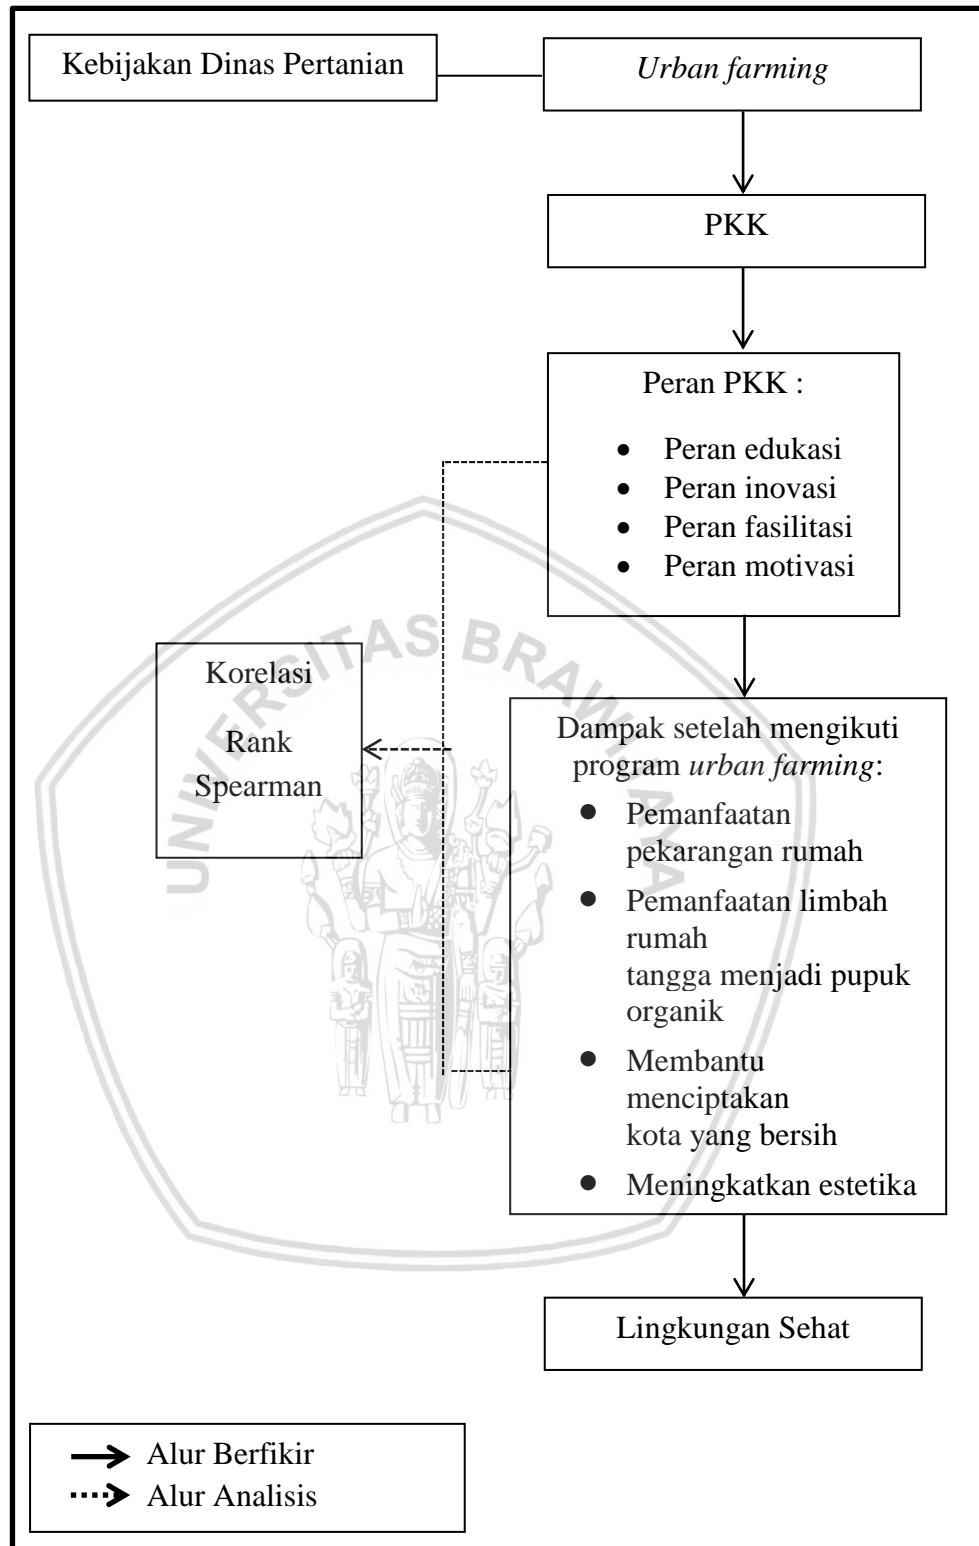 Kebijakan Dinas Pertanian
Urban farming
PKK
Peran PKK :
• Peran edukasi
• Peran inovasi
• Peran fasilitasi
• Peran motivasi
Korelasi
Rank
Spearman
Dampak setelah mengikuti
program urban farming:
• Pemanfaatan
pekarangan rumah
• Pemanfaatan limbah
rumah
tangga menjadi pupuk
organik
• Membantu
menciptakan
kota yang bersih
• Meningkatkan estetika
Lingkungan Sehat
Alur Berfikir
Alur Analisis
UNIVERSITAS BRAWIJAYA